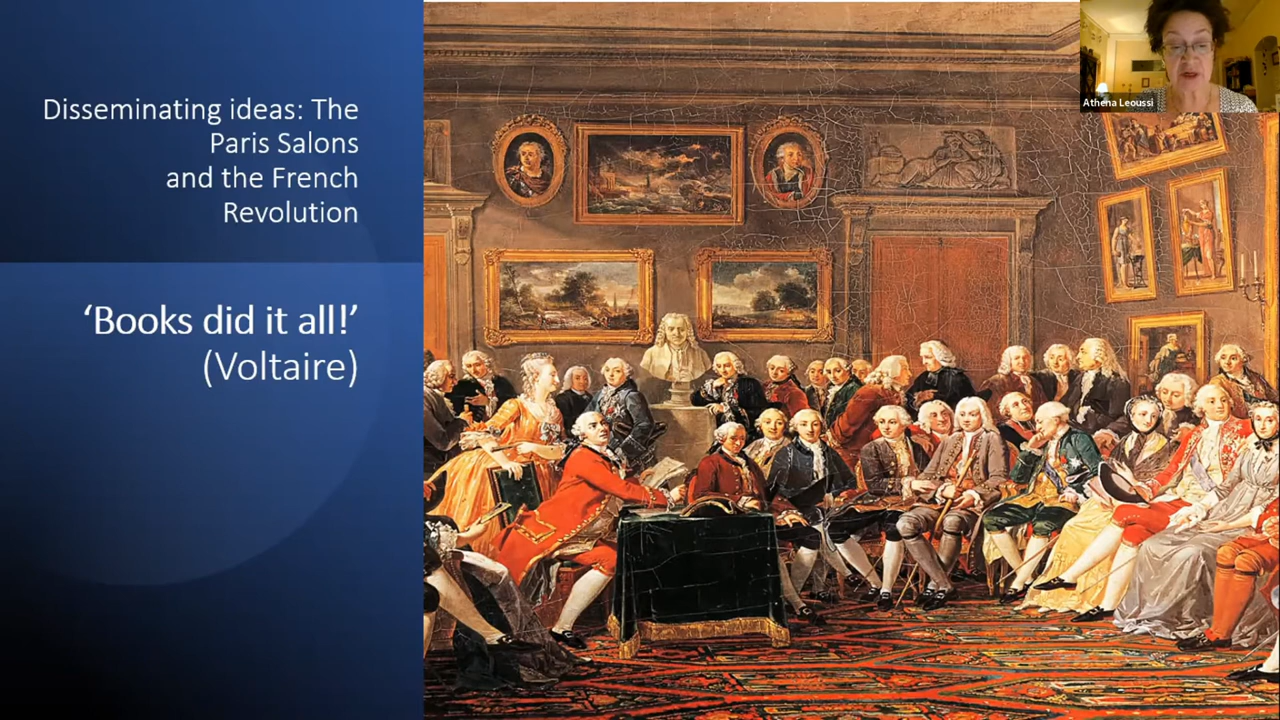 Disseminating ideas: The
Paris Salons
and the French
Revolution
‘Books did it all!’
(Voltaire)
Athena Leoussi